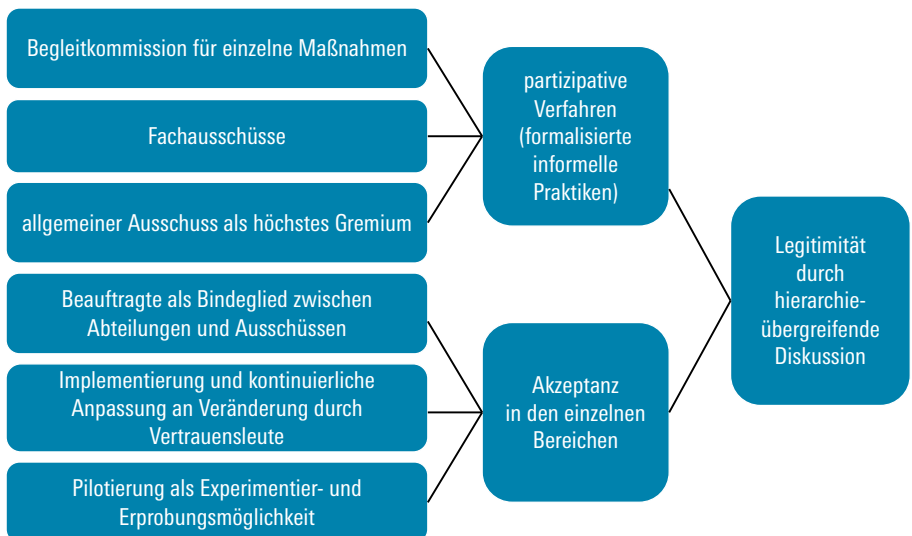 Begleitkommission für einzelne Maßnahmen
Fachausschüsse
allgemeiner Ausschuss als höchstes Gremium
Beauftragte als Bindeglied zwischen
Abteilungen und Ausschüssen
Implementierung und kontinuierliche
Anpassung an Veränderung durch
Vertrauensleute
Pilotierung als Experimentier- und
Erprobungsmöglichkeit
partizipative
Verfahren
(formalisierte
informelle
Praktiken)
Akzeptanz
in den einzelnen
Bereichen
Legitimität
durch
hierarchie-
übergreifende
Diskussion